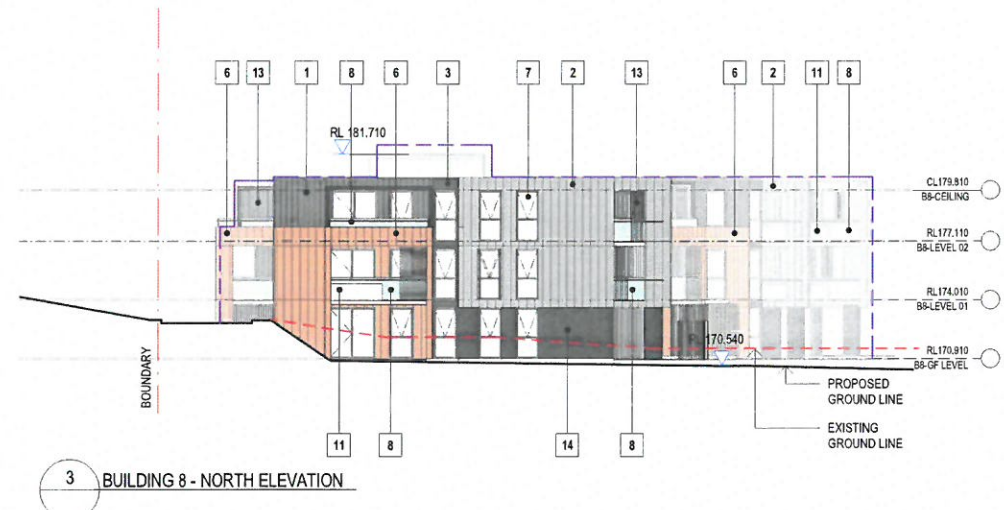 6 13 1 8 6 3 7 2 13 6 2 11 8
RL 181.710
CL179.810
B8-CEILING
RL177.110
B8-LEVEL 02
RL174.010
B8-LEVEL 01
RL 170.540
RL170.910
B8-GF LEVEL
BOUNDARY
PROPOSED
GROUND LINE
EXISTING
GROUND LINE
11 8 14 8
3 BUILDING 8 - NORTH ELEVATION